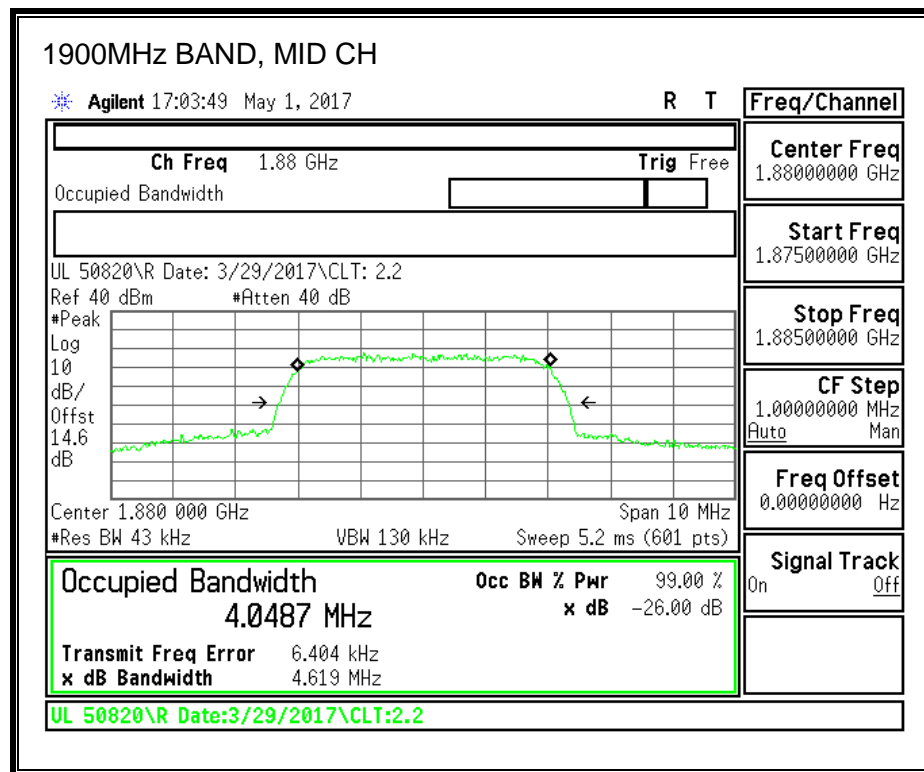 1900MHz BAND, MID CH
Agilent 17:03:49 May 1, 2017 R T
Freq/Channel
Ch Freq 1.88 GHz Trig Free
Occupied Bandwidth
Center Freq
1.88000000 GHz
Start Freq
1.87500000 GHz
Stop Freq
1.88500000 GHz
CF Step
1.00000000 MHz
Auto Man
Freq Offset
0.00000000 Hz
Signal Track
On Off
UL 50820\R Date: 3/29/2017\CLT: 2.2
Ref 40 dBm #Atten 40 dB
#Peak
Log
10
dB/
Offst
14.6
dB
Center 1.880 000 GHz Span 10 MHz
#Res BW 43 kHz VBW 130 kHz Sweep 5.2 ms (601 pts)
Occupied Bandwidth Occ BW % Pwr 99.00 %
4.0487 MHz x dB -26.00 dB
Transmit Freq Error 6.404 kHz
x dB Bandwidth 4.619 MHz
UL 50820\R Date:3/29/2017\CLT:2.2